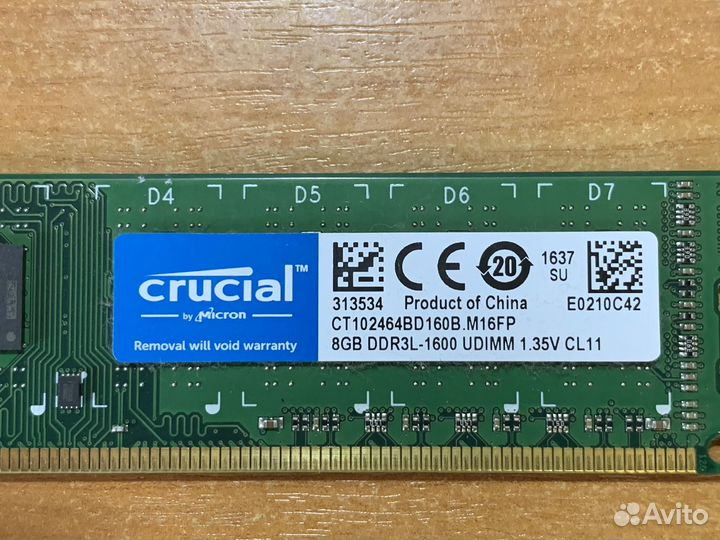 D4 D5 D6 D7
crucial™
by Micron
Removal will void warranty
20
1637
SU
313534 Product of China E0210C42
CT102464BD160B.M16FP
8GB DDR3L-1600 UDIMM 1.35V CL11
Avito